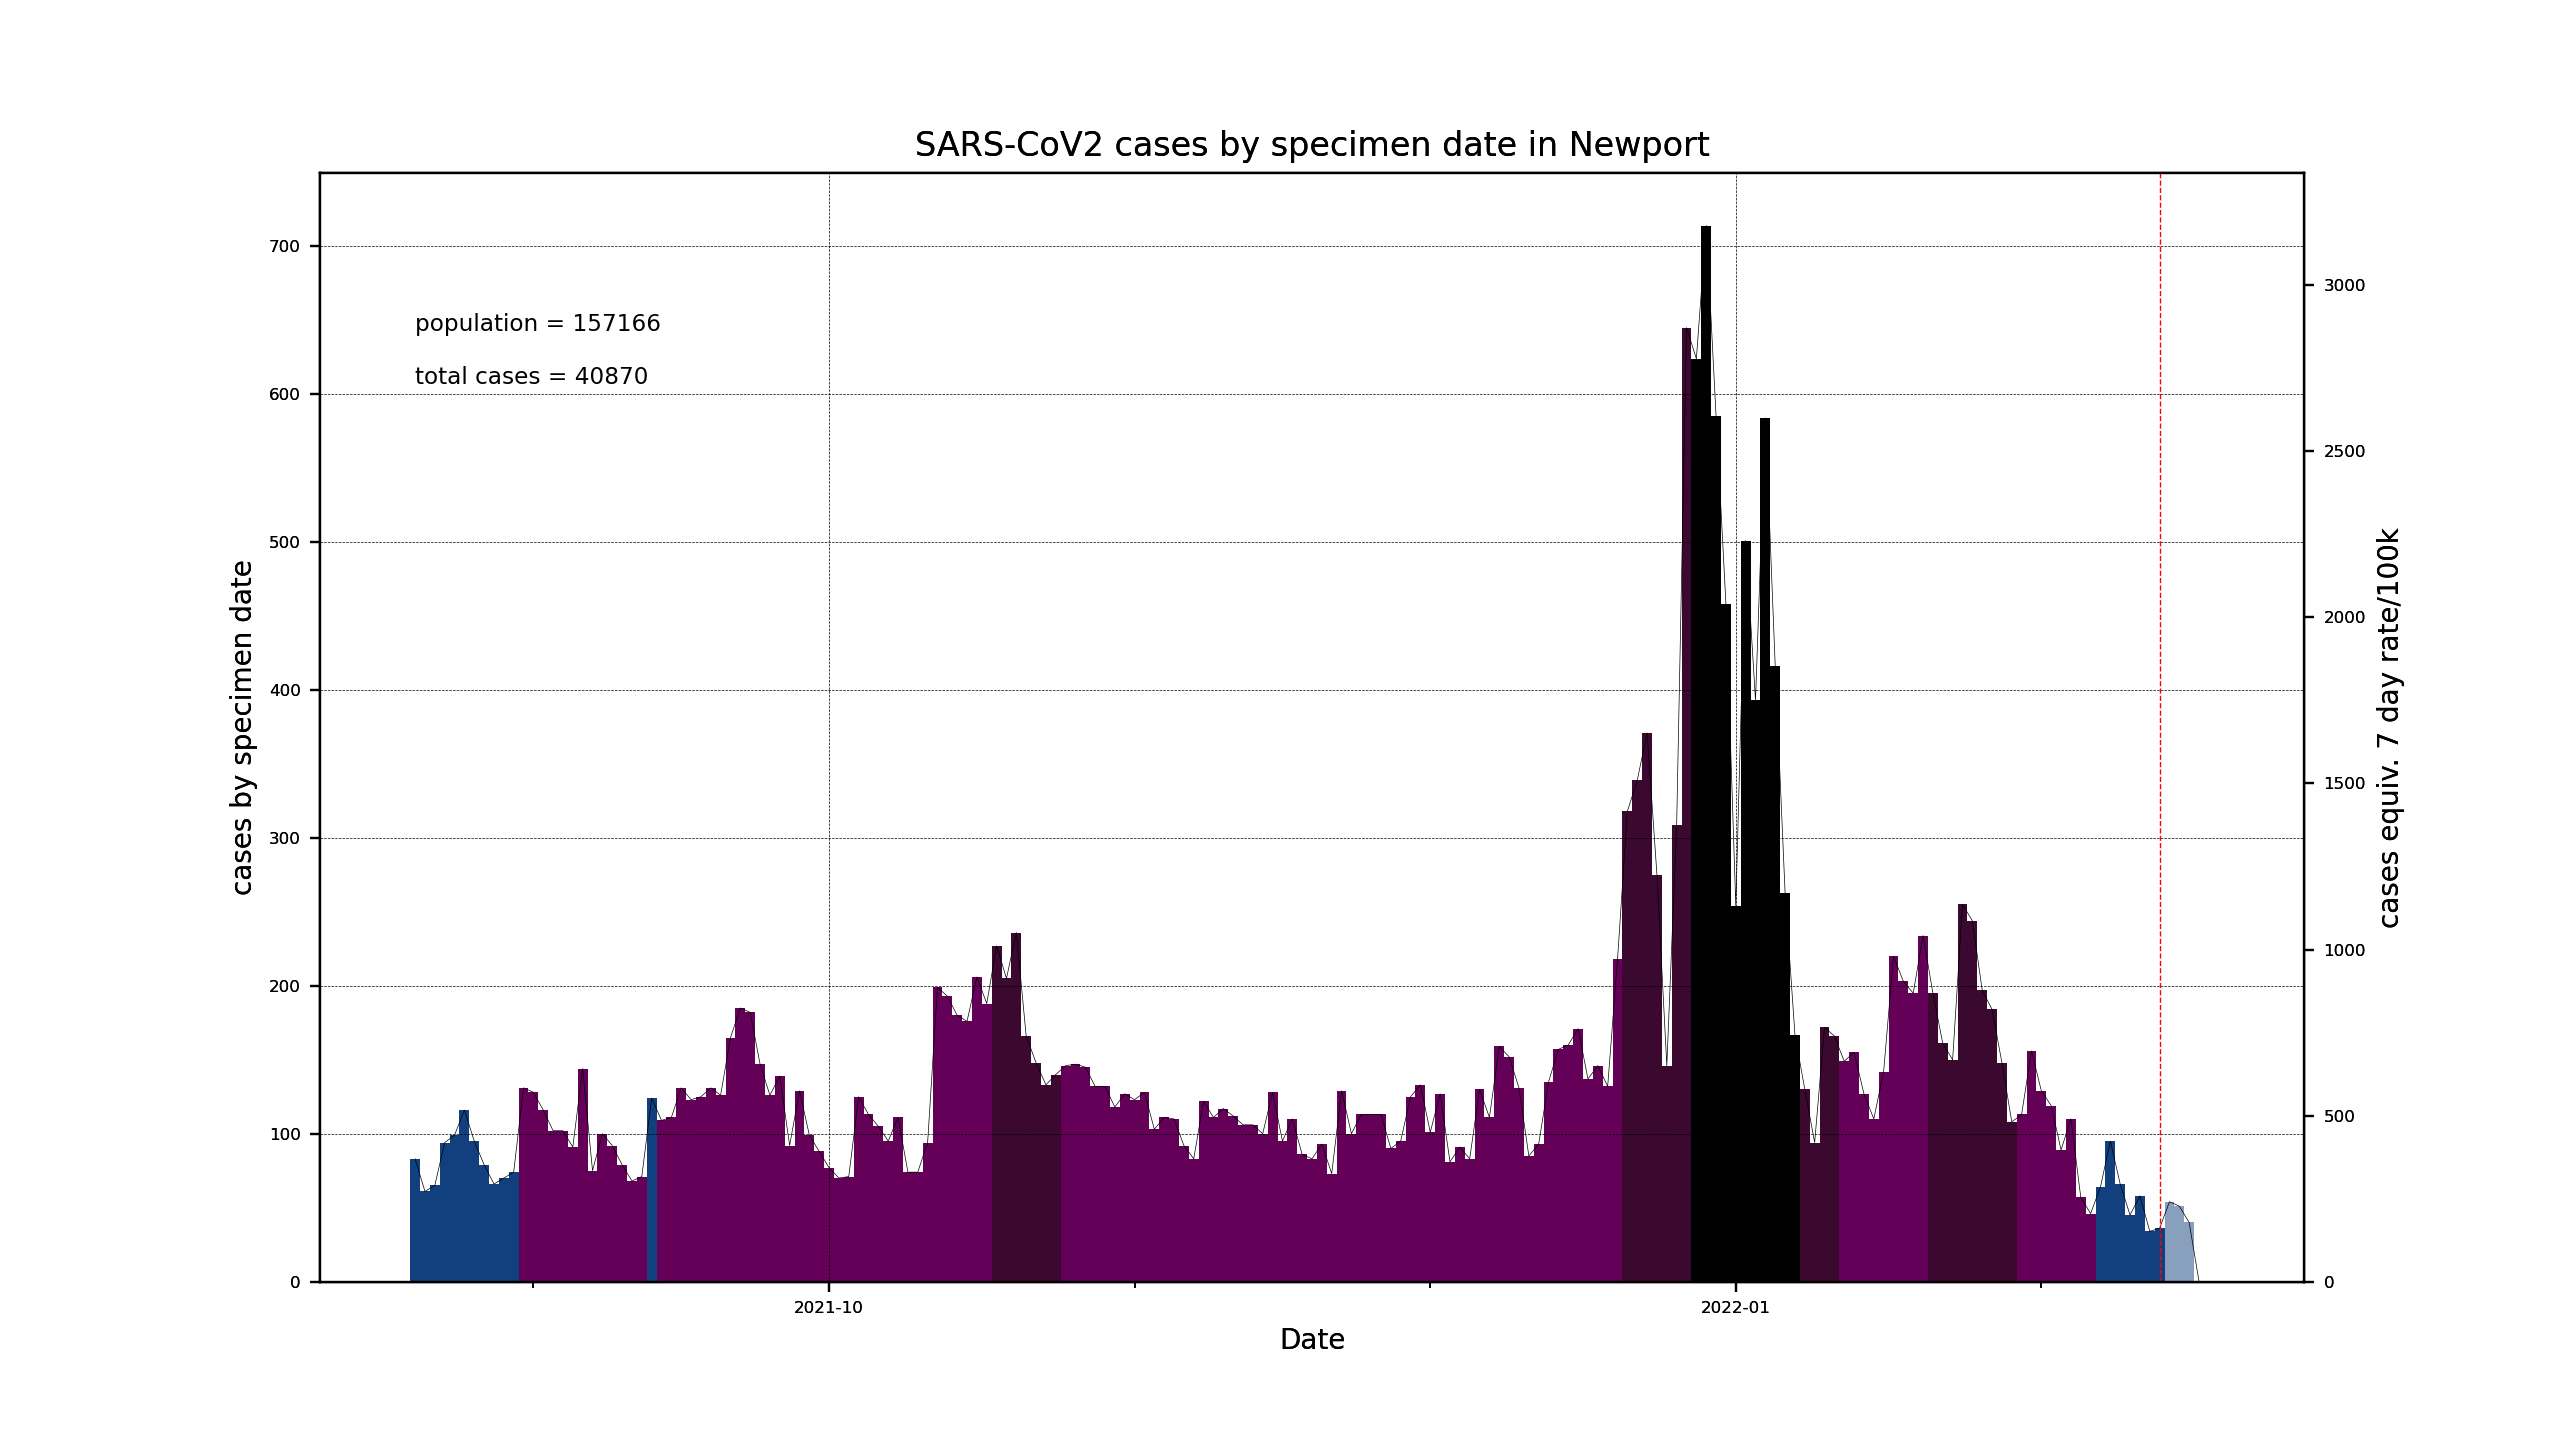 SARS-CoV2 cases by specimen date in Newport
population = 157166
total cases = 40870
cases by specimen date
700
600
500
400
300
200
100
0
3000
2500
2000
1500
1000
500
0
cases equiv. 7 day rate/100k
2021-10
2022-01
Date